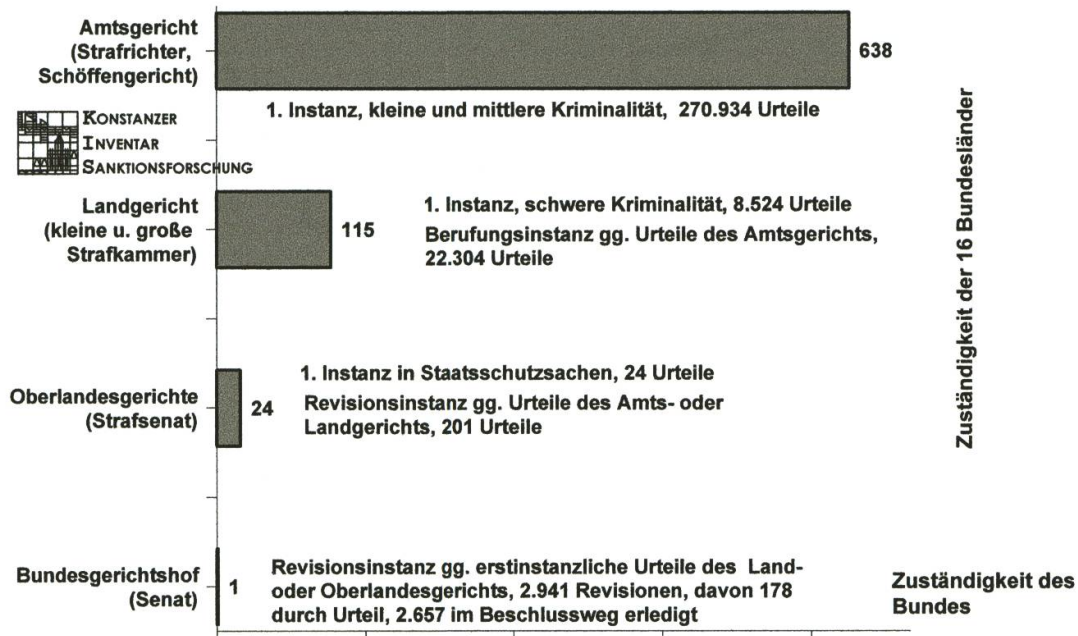 Amtsgericht
(Strafrichter,
Schöffengericht)
638
1. Instanz, kleine und mittlere Kriminalität, 270.934 Urteile
KONSTANZER
INVENTAR
SANKTIONSFORSCHUNG
Landgericht
(kleine u. große
Strafkammer)
115
1. Instanz, schwere Kriminalität, 8.524 Urteile
Berufungsinstanz gg. Urteile des Amtsgerichts,
22.304 Urteile
Oberlandesgerichte
(Strafsenat)
24
1. Instanz in Staatsschutzsachen, 24 Urteile
Revisionsinstanz gg. Urteile des Amts- oder
Landgerichts, 201 Urteile
Zuständigkeit der 16 Bundesländer
Bundesgerichtshof
(Senat)
1
Revisionsinstanz gg. erstinstanzliche Urteile des Land-
oder Oberlandesgerichts, 2.941 Revisionen, davon 178
durch Urteil, 2.657 im Beschlussweg erledigt
Zuständigkeit des
Bundes